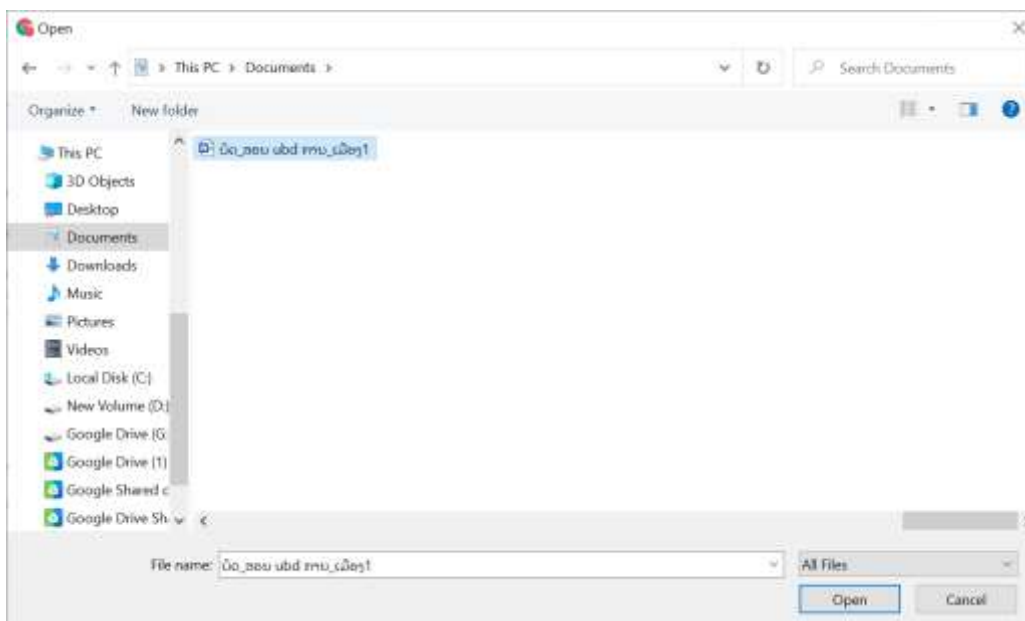 Open
This PC > Documents >
Search Documents
Organize
New folder
This PC
3D Objects
Desktop
Documents
Downloads
Music
Pictures
Videos
Local Disk (C:)
New Volume (D:)
Google Drive (G
Google Drive (1)
Google Shared c
Google Drive Sh
File name:
All Files
Open
Cancel